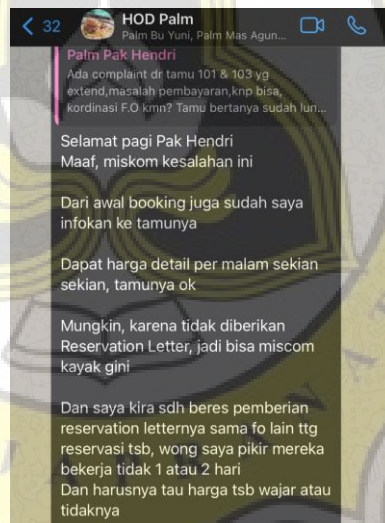 32
HOD Palm
Palm Bu Yuni, Palm Mas Agun...
Palm Pak Hendri
Ada complaint dr tamu 101 & 103 yg
extend,masalah pembayaran,knp bisa,
kordinasi F.O kmn? Tamu bertanya sudah lun...
Selamat pagi Pak Hendri
Maaf, miskom kesalahan ini
Dari awal booking juga sudah saya
infokan ke tamunya
Dapat harga detail per malam sekian
sekian, tamunya ok
Mungkin, karena tidak diberikan
Reservation Letter, jadi bisa miscom
kayak gini
Dan saya kira sdh beres pemberian
reservation letternya sama fo lain ttg
reservasi tsb, wong saya pikir mereka
bekerja tidak 1 atau 2 hari
Dan harusnya tau harga tsb wajar atau
tidaknya